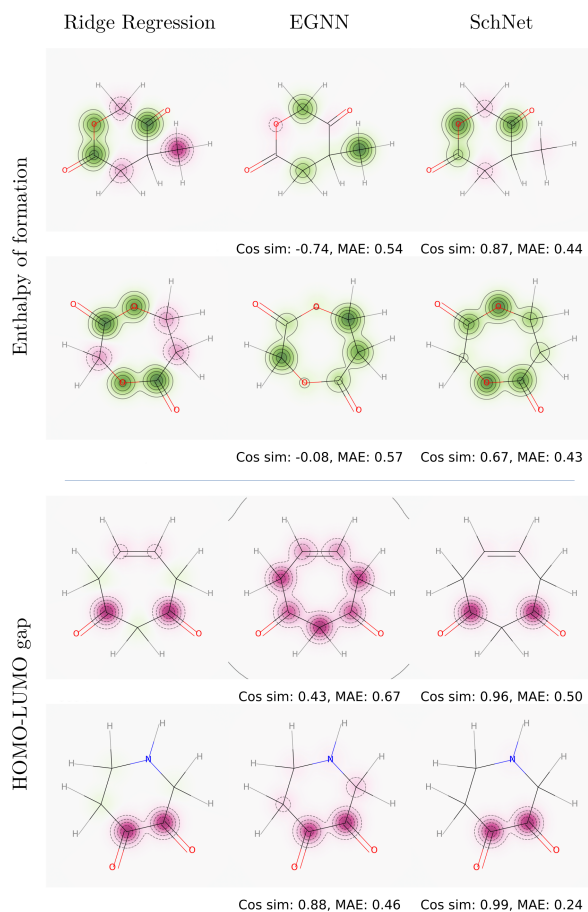 Ridge Regression EGNN SchNet
Enthalpy of formation
H H
O O
H
H
O H
H H H
H H
O
H
H
O H
H H H
H H
O O
H
H
O H
H H H
Cos sim: -0.74, MAE: 0.54 Cos sim: 0.87, MAE: 0.44
H
O O H
H
H O H
O
H
O O H
H
H O H
O
H
O O H
H
H O H
O
Cos sim: -0.08, MAE: 0.57 Cos sim: 0.67, MAE: 0.43
HOMO-LUMO gap
H H
H H
H H
O O
H H
H H
H H
H H
O O
H H
H H
H H
H H
O O
H H
Cos sim: 0.43, MAE: 0.67 Cos sim: 0.96, MAE: 0.50
H H
H N H
H H
H
O O
H H
H N H
H H
H
O O
H H
H N H
H H
H
O O
Cos sim: 0.88, MAE: 0.46 Cos sim: 0.99, MAE: 0.24